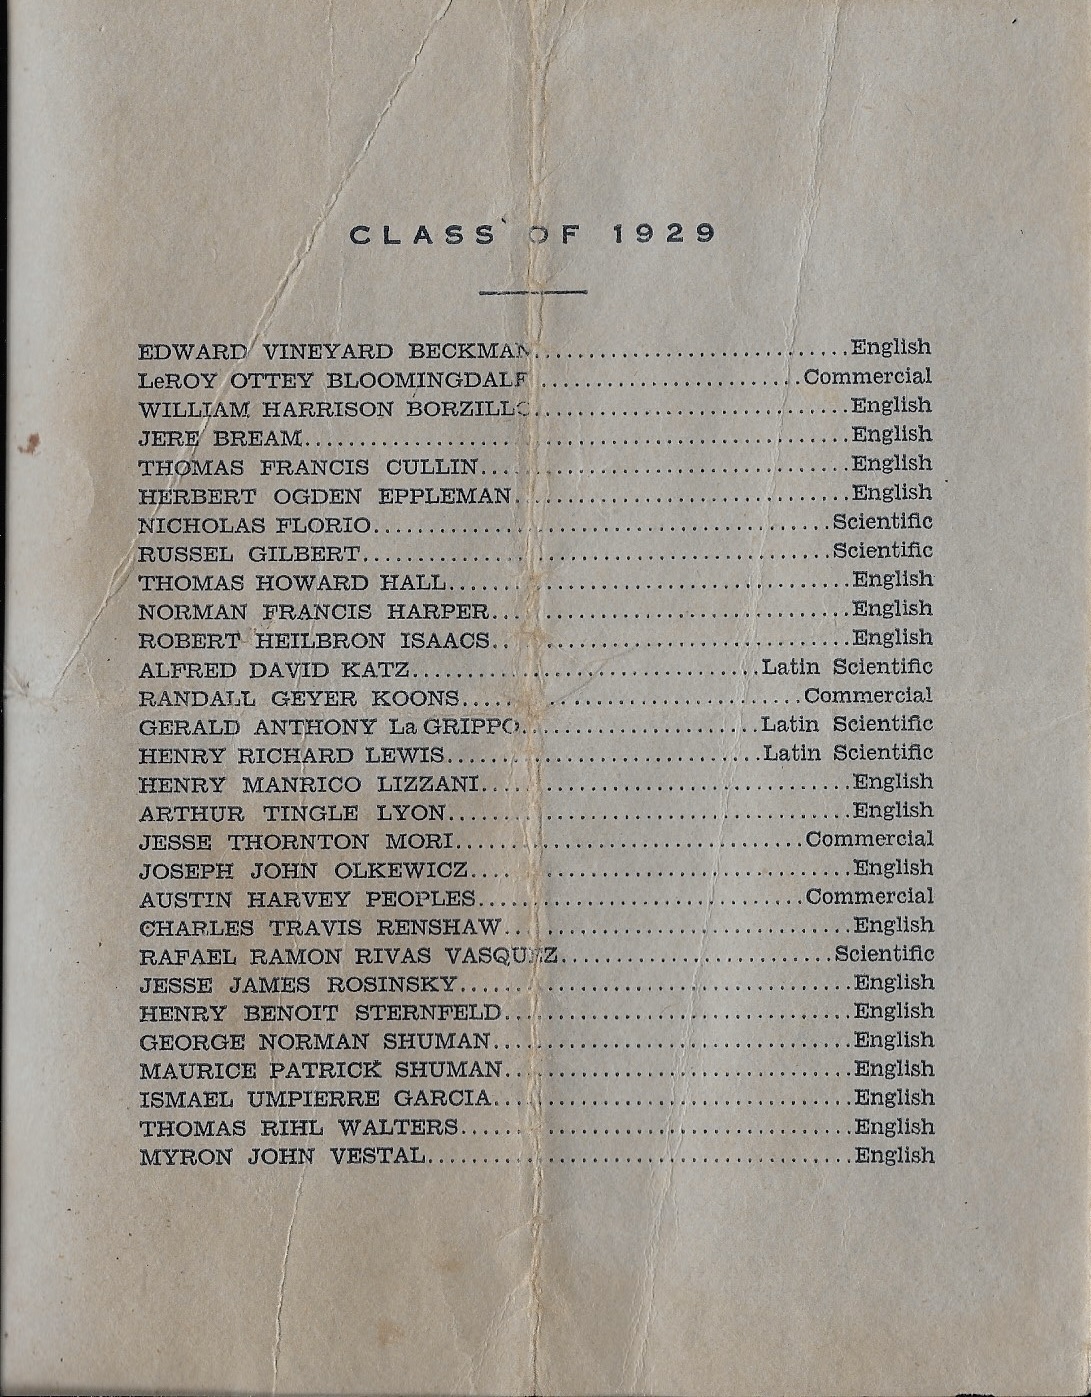 CLASS OF 1929
EDWARD VINEYARD BECKMAN..............................English
LeROY OTTEY BLOOMINGDALE........................Commercial
WILLIAM HARRISON BORZILLO.............................English
JERE BREAM..................................................English
THOMAS FRANCIS CULLIN..................................English
HERBERT OGDEN EPPLEMAN...............................English
NICHOLAS FLORIO..........................................Scientific
RUSSEL GILBERT...........................................Scientific
THOMAS HOWARD HALL.....................................English
NORMAN FRANCIS HARPER.................................English
ROBERT HEILBRON ISAACS.................................English
ALFRED DAVID KATZ................................Latin Scientific
RANDALL GEYER KOONS...............................Commercial
GERALD ANTHONY La GRIPPO......................Latin Scientific
HENRY RICHARD LEWIS.............................Latin Scientific
HENRY MANRICO LIZZANI..................................English
ARTHUR TINGLE LYON.....................................English
JESSE THORNTON MORI................................Commercial
JOSEPH JOHN OLKEWICZ...................................English
AUSTIN HARVEY PEOPLES..............................Commercial
CHARLES TRAVIS RENSHAW................................English
RAFAEL RAMON RIVAS VASQUEZ.........................Scientific
JESSE JAMES ROSINSKY....................................English
HENRY BENOIT STERNFELD................................English
GEORGE NORMAN SHUMAN.................................English
MAURICE PATRICK SHUMAN................................English
ISMAEL UMPIERRE GARCIA.................................English
THOMAS RIHL WALTERS....................................English
MYRON JOHN VESTAL.......................................English